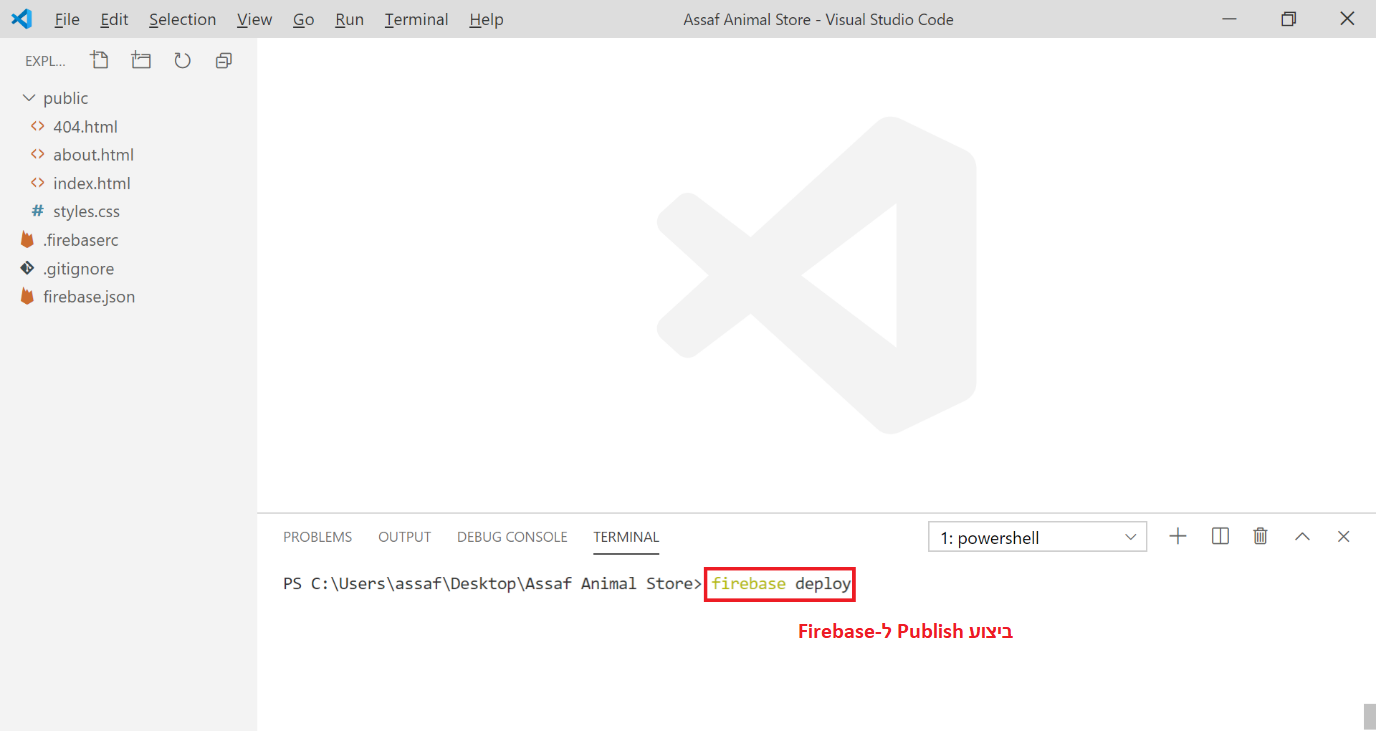 File Edit Selection View Go Run Terminal Help
Assaf Animal Store - Visual Studio Code
EXPL...
public
404.html
about.html
index.html
# styles.css
.firebaserc
.gitignore
firebase.json
PROBLEMS OUTPUT DEBUG CONSOLE TERMINAL
1: powershell
PS C:\Users\assaf\Desktop\Assaf Animal Store> firebase deploy
ביצוע Publish ל-Firebase